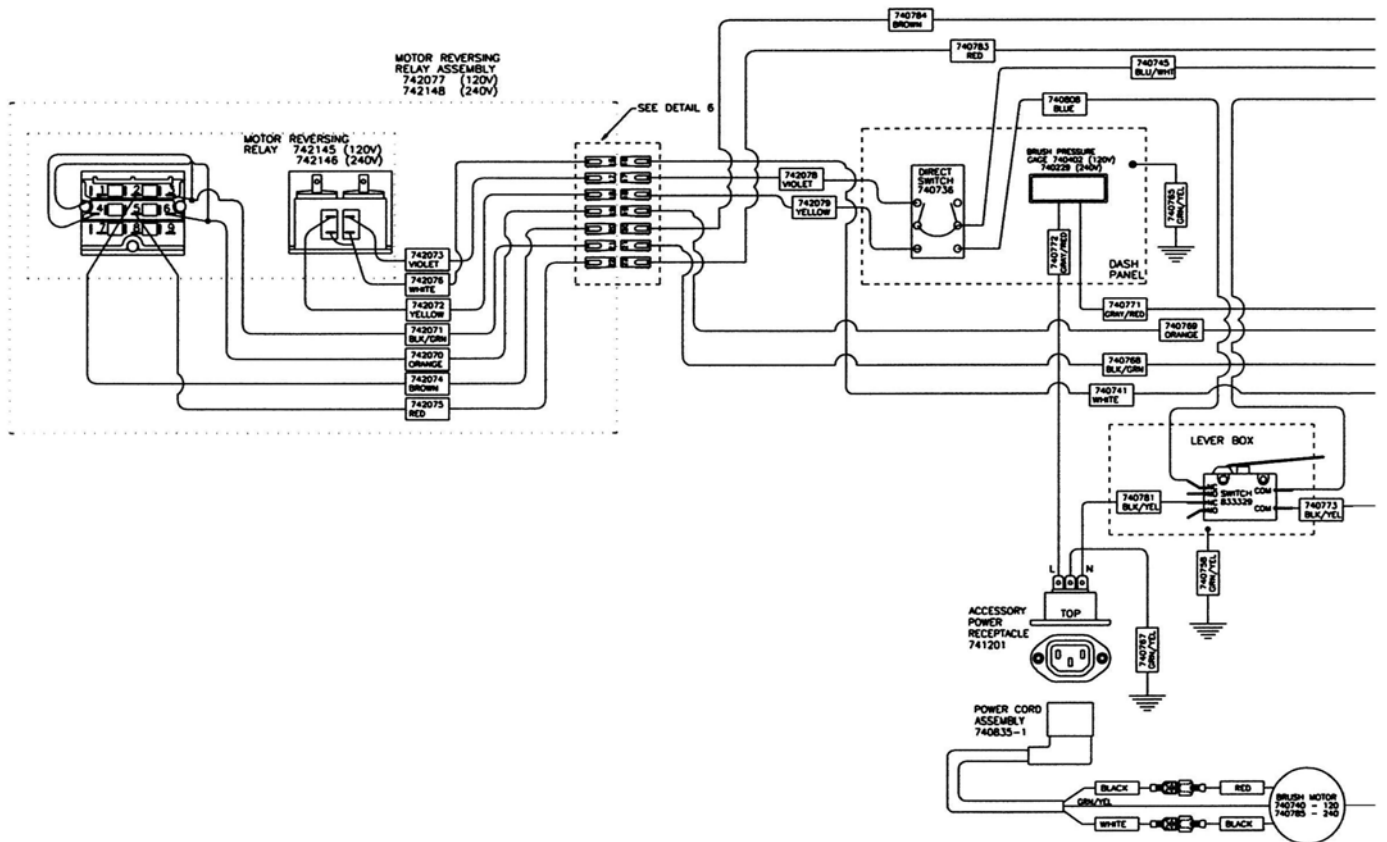 740784
BROWN
740783
RED
740745
BLU/WHT
740808
BLUE
MOTOR REVERSING
RELAY ASSEMBLY
742077 (120V)
742148 (240V)
SEE DETAIL 6
MOTOR REVERSING
RELAY 742145 (120V)
742146 (240V)
1 2 3
4 5 6
7 8 9
742073
VIOLET
742076
WHITE
742072
YELLOW
742071
BLK/GRN
742070
ORANGE
742074
BROWN
742075
RED
742078
VIOLET
742079
YELLOW
DIRECT
SWITCH
740736
BRUSH PRESSURE
GAGE 740402 (120V)
740229 (240V)
740772
GRAY/RED
740785
GRN/YEL
DASH
PANEL
740771
GRAY/RED
740769
ORANGE
740768
BLK/GRN
740741
WHITE
LEVER BOX
SWITCH
833329
COM
COM
740781
BLK/YEL
740773
BLK/YEL
740758
GRN/YEL
L N
TOP
ACCESSORY
POWER
RECEPTACLE
741201
740767
GRN/YEL
POWER CORD
ASSEMBLY
740835-1
BLACK
RED
GRN/YEL
WHITE
BLACK
BRUSH MOTOR
740740 - 120
740785 - 240